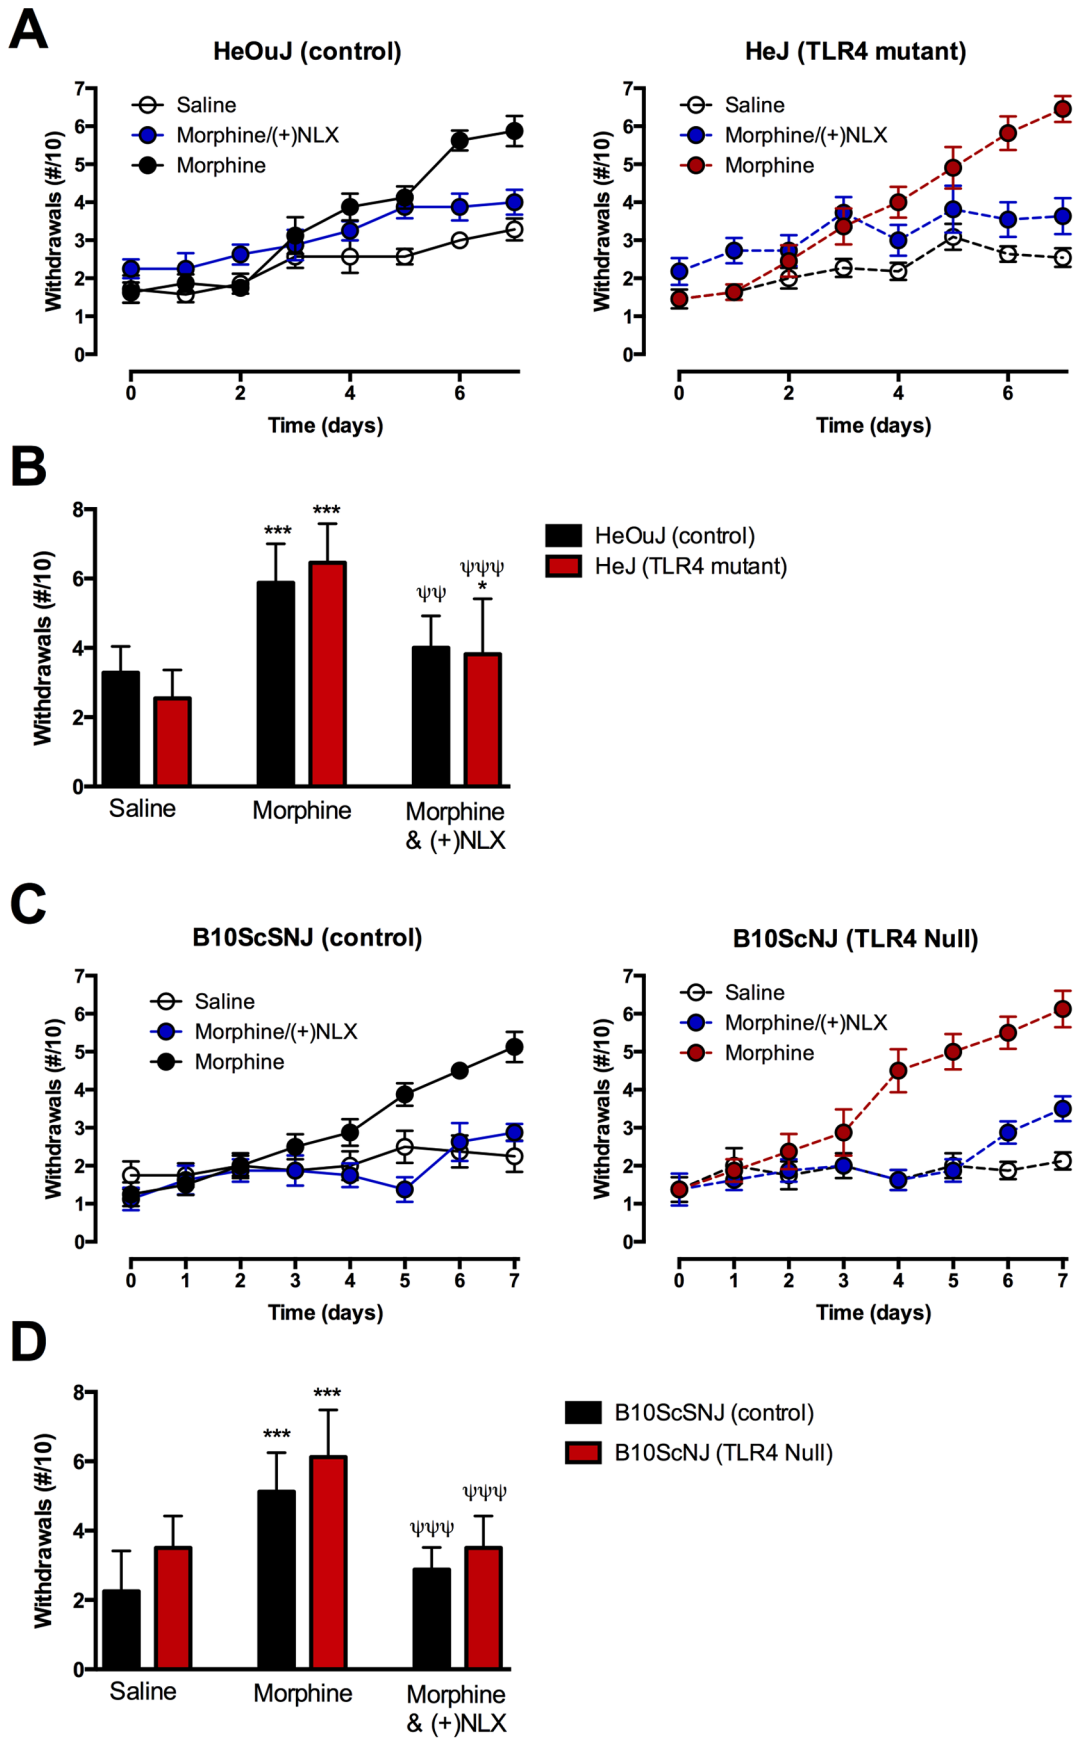 A
HeOuJ (control)
HeJ (TLR4 mutant)
Withdrawals (#/10)
7
6
5
4
3
2
1
0
Saline
Morphine/(+)NLX
Morphine
0 2 4 6
Time (days)
Withdrawals (#/10)
7
6
5
4
3
2
1
0
Saline
Morphine/(+)NLX
Morphine
0 2 4 6
Time (days)
B
Withdrawals (#/10)
8
6
4
2
0
*** ***
ψψ ψψψ
*
Saline Morphine Morphine
& (+)NLX
HeOuJ (control)
HeJ (TLR4 mutant)
C
B10ScSNJ (control)
B10ScNJ (TLR4 Null)
Withdrawals (#/10)
7
6
5
4
3
2
1
0
Saline
Morphine/(+)NLX
Morphine
0 1 2 3 4 5 6 7
Time (days)
Withdrawals (#/10)
7
6
5
4
3
2
1
0
Saline
Morphine/(+)NLX
Morphine
0 1 2 3 4 5 6 7
Time (days)
D
Withdrawals (#/10)
8
6
4
2
0
*** ***
ψψψ ψψψ
Saline Morphine Morphine
& (+)NLX
B10ScSNJ (control)
B10ScNJ (TLR4 Null)